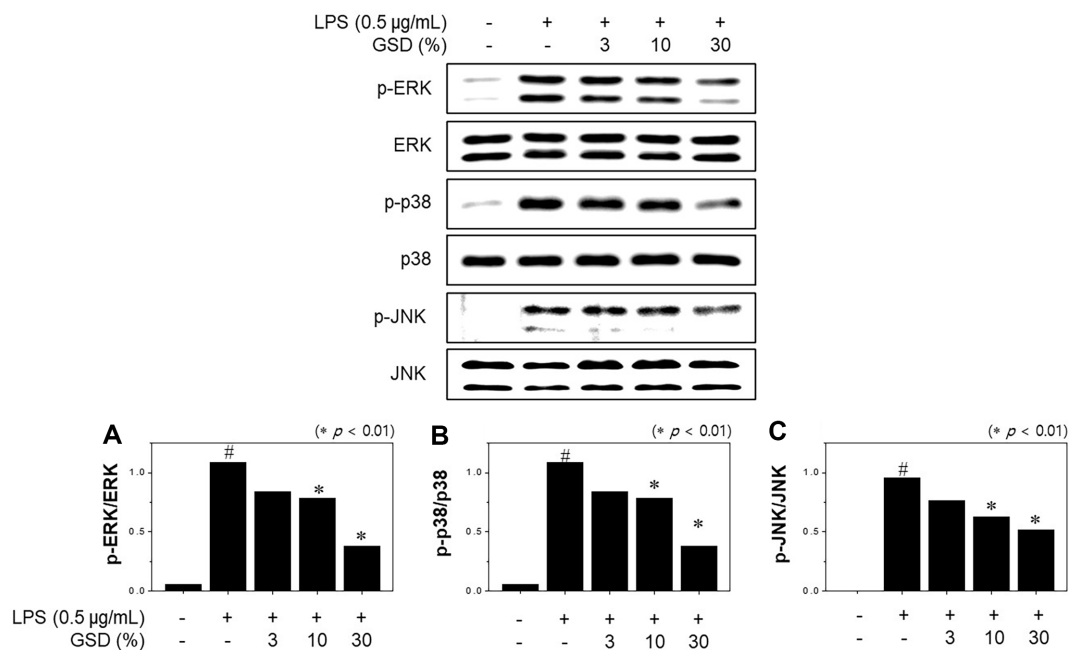 LPS (0.5 µg/mL) - + + + +
GSD (%) - - 3 10 30
p-ERK
ERK
p-p38
p38
p-JNK
JNK
A
(* p < 0.01)
p-ERK/ERK
1.0
0.5
0.0
#
*
*
B
(* p < 0.01)
p-p38/p38
1.0
0.5
0.0
#
*
*
C
(* p < 0.01)
p-JNK/JNK
1.0
0.5
0.0
#
*
*
LPS (0.5 µg/mL) - + + + + - + + + + - + + + +
GSD (%) - - 3 10 30 - - 3 10 30 - - 3 10 30